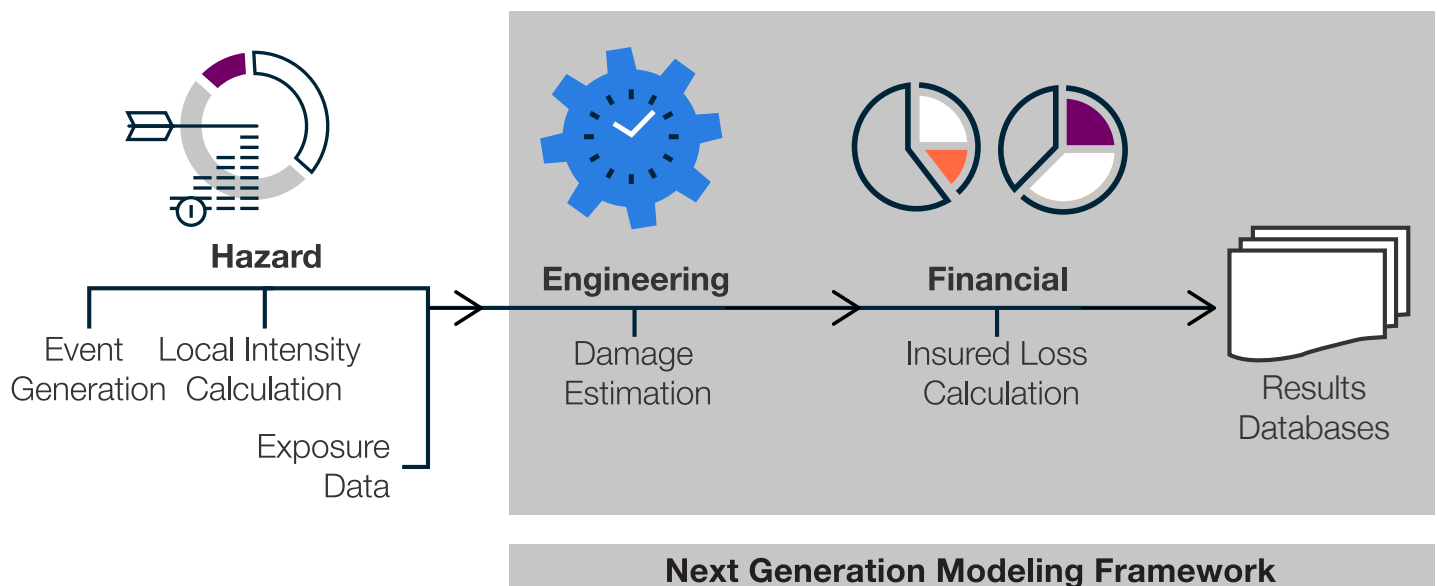 Hazard
Event
Generation
Local Intensity
Calculation
Exposure
Data
Engineering
Damage
Estimation
Financial
Insured Loss
Calculation
Results
Databases
Next Generation Modeling Framework